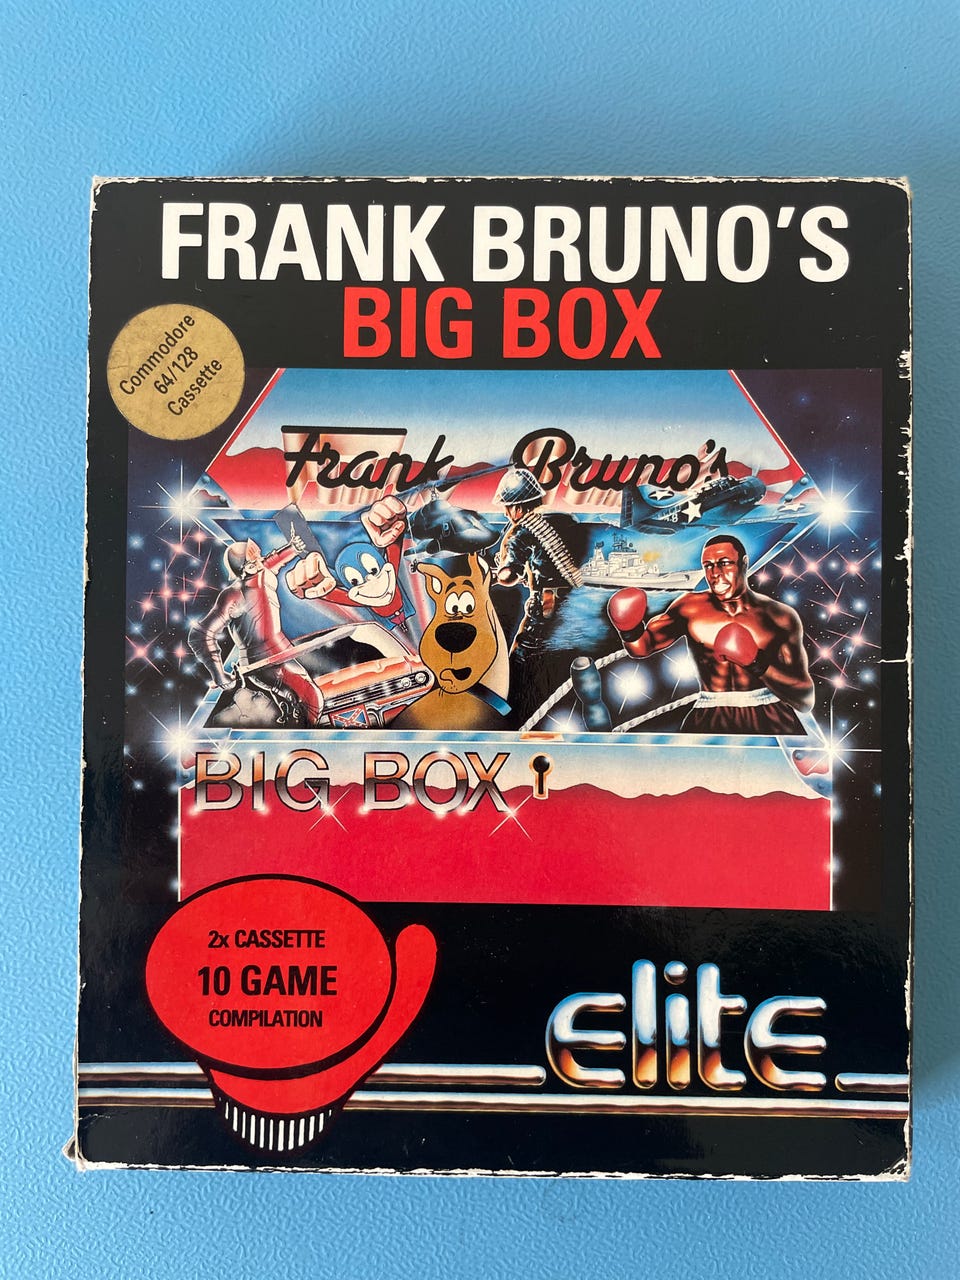 FRANK BRUNO'S
BIG BOX
Commodore
64/128
Cassette
Frank Bruno's
BIG BOX
2x CASSETTE
10 GAME
COMPILATION
elite